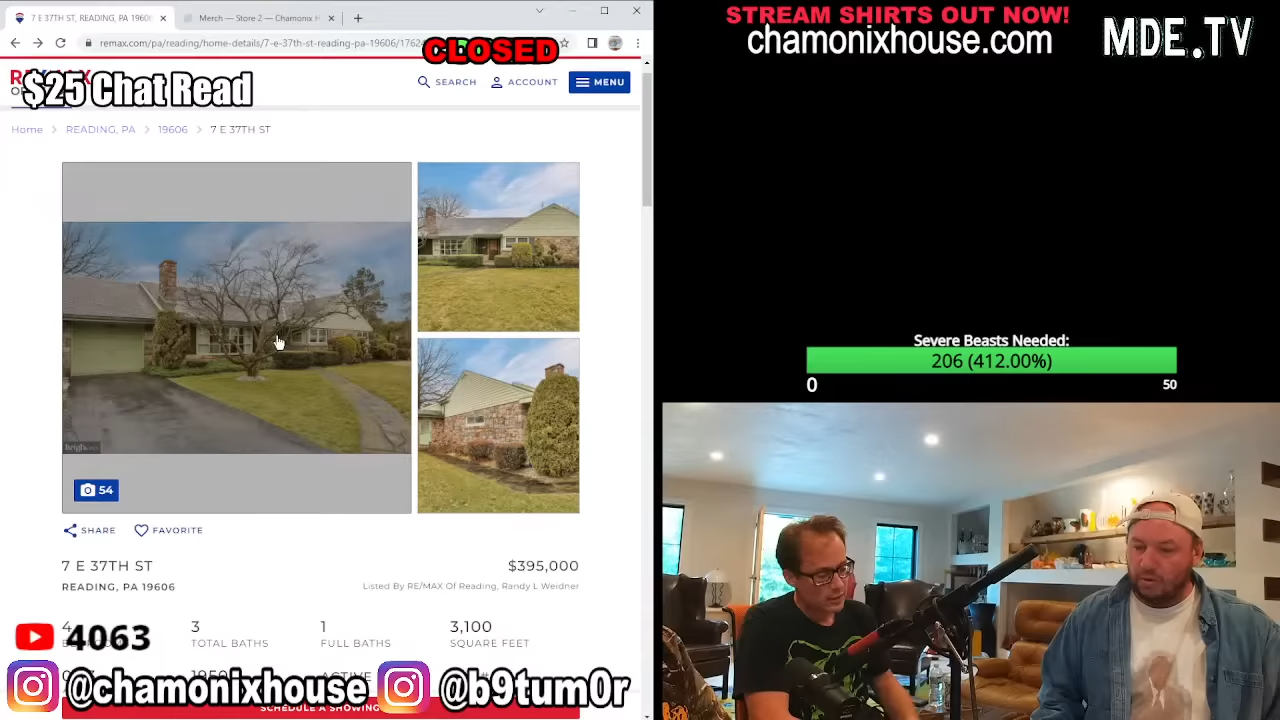 7 E 37TH ST, READING, PA 1960
Merch — Store 2 — Chamonix H
remax.com/pa/reading/home-details/7-e-37th-st-reading-pa-19606/1762
CLOSED
$25 Chat Read
SEARCH
ACCOUNT
MENU
Home > READING, PA > 19606 > 7 E 37TH ST
54
SHARE
FAVORITE
7 E 37TH ST
$395,000
READING, PA 19606
Listed By RE/MAX Of Reading, Randy L Weidner
4
3
1
3,100
TOTAL BATHS
FULL BATHS
SQUARE FEET
4063
@chamonixhouse
@b9tum0r
SCHEDULE A SHOWING
STREAM SHIRTS OUT NOW!
chamonixhouse.com
MDE.TV
Severe Beasts Needed:
206 (412.00%)
0
50